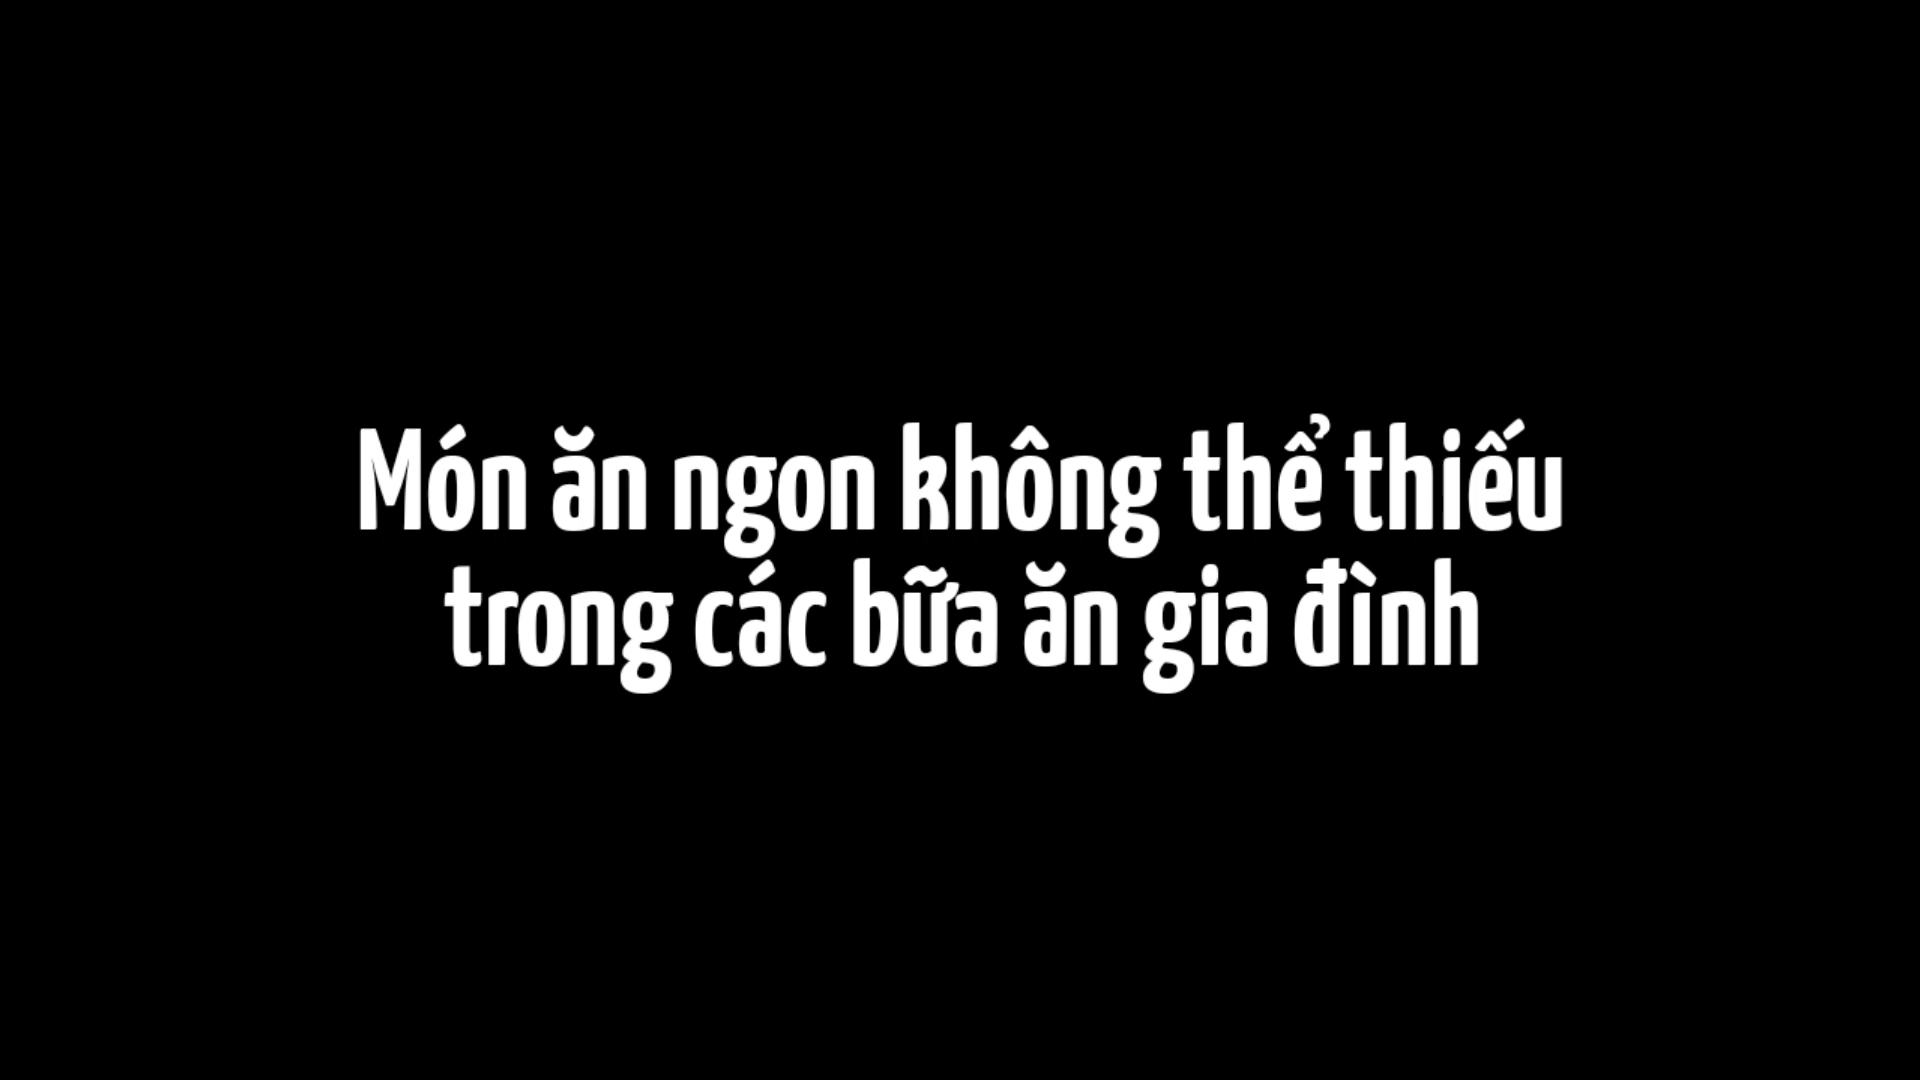 Món ăn ngon không thể thiếu
trong các bữa ăn gia đình